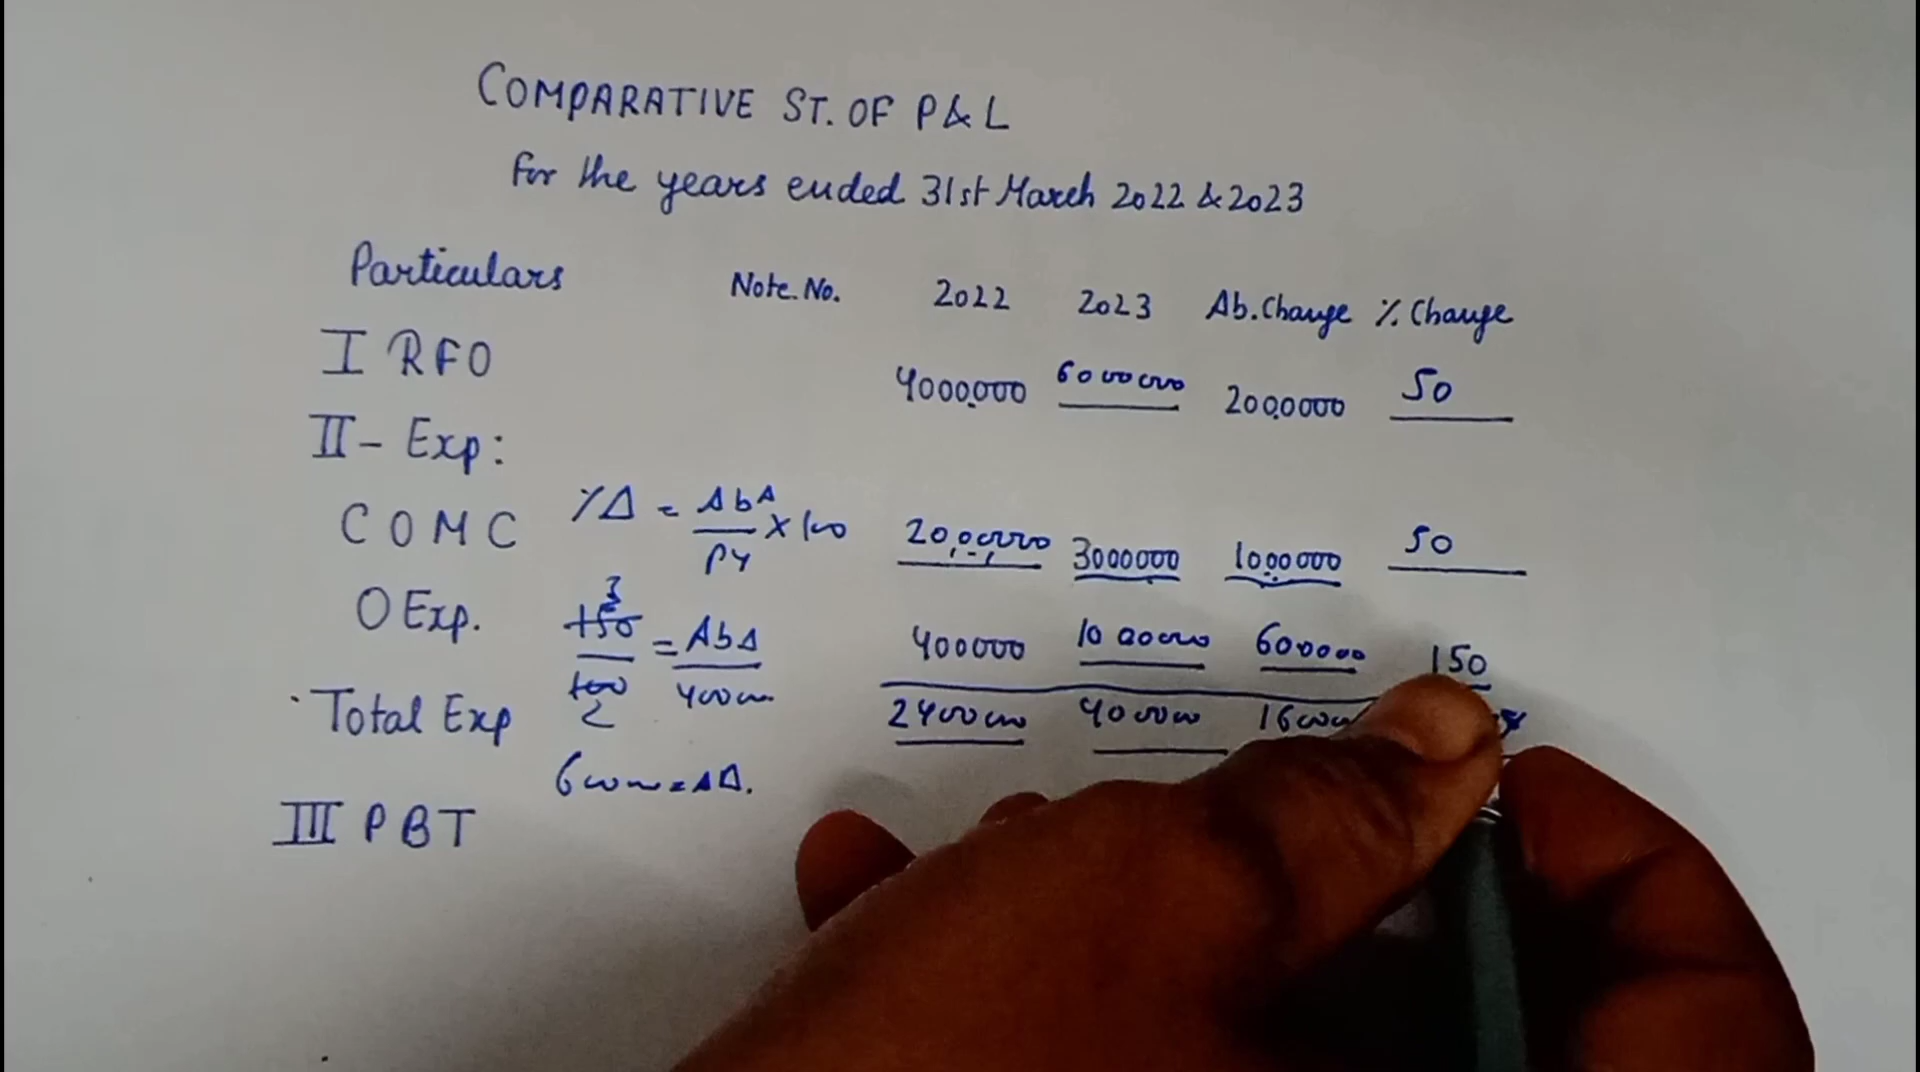 COMPARATIVE ST. OF P&L
For the years ended 31st March 2022 & 2023
Particulars Note. No. 2022 2023 Ab. Change % Change
I RFO 4000000 6000000 2000000 50
II - Exp:
COMC %Δ = AbΔ/PY × 100 2000000 3000000 1000000 50
O Exp. 3 150/100 2 = AbΔ/400000 400000 1000000 600000 150
Total Exp 2400000 4000000
600000 = AΔ.
III PBT